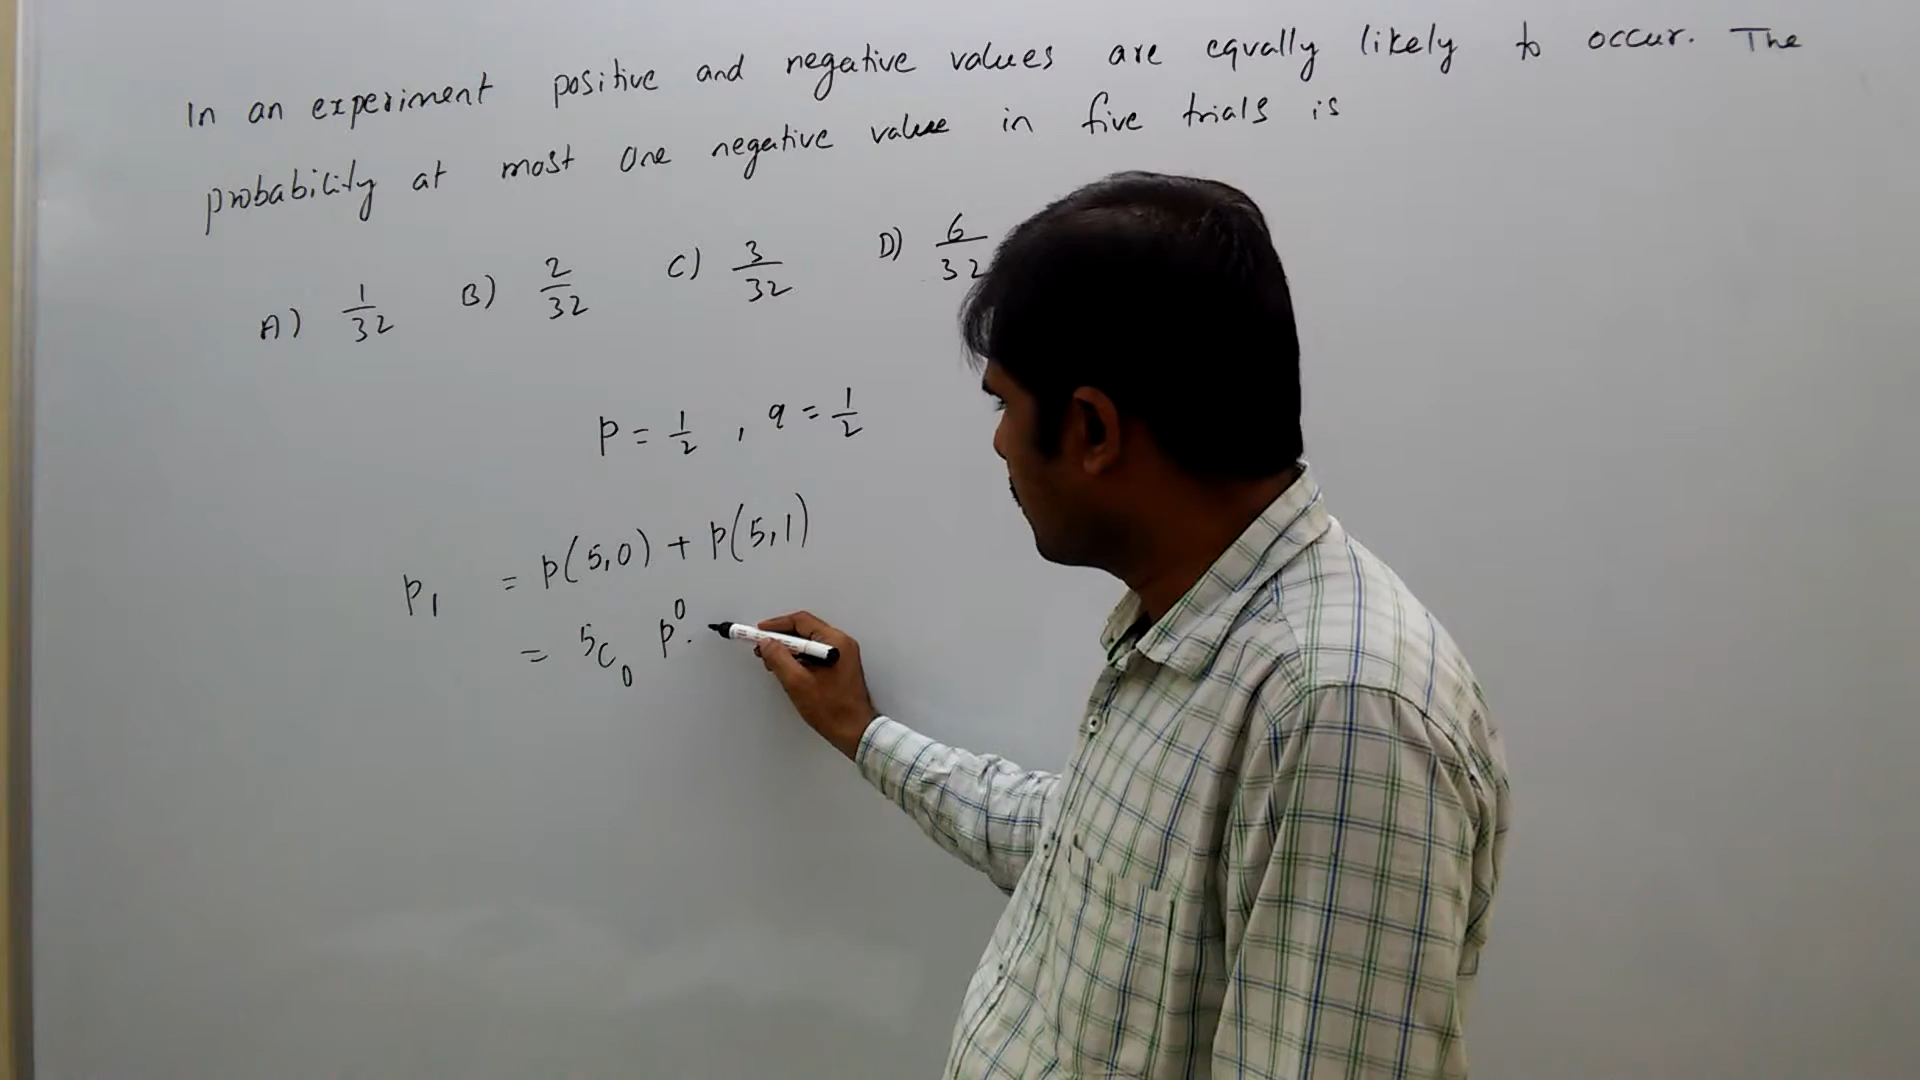 In an experiment positive and negative values are equally likely to occur. The
probability at most one negative value in five trials is
A) 1/32 B) 2/32 C) 3/32 D) 6/32
p = 1/2 , q = 1/2
P₁ = p(5,0) + p(5,1)
= ⁵C₀ p⁰.